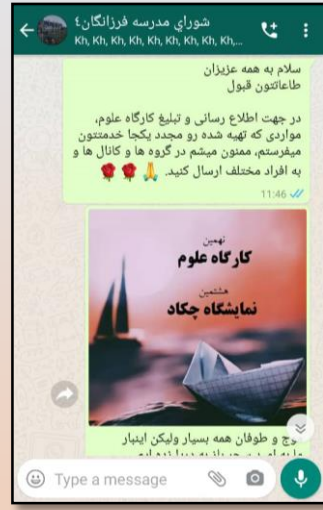 شوراي مدرسه فرزانگان٤
Kh, Kh, Kh, Kh, Kh, Kh, Kh, Kh,...
سلام به همه عزیزان
طاعاتتون قبول
در جهت اطلاع رسانی و تبلیغ کارگاه علوم،
مواردی که تهیه شده رو مجدد یکجا خدمتتون
میفرستم، ممنون میشم در گروه ها و کانال ها و
به افراد مختلف ارسال کنید. 🙏🌹🌹
11:46
نهمین
کارگاه علوم
هشتمین
نمایشگاه چکاد
موج و طوفان همه بسیار ولیکن اینبار
Type a message